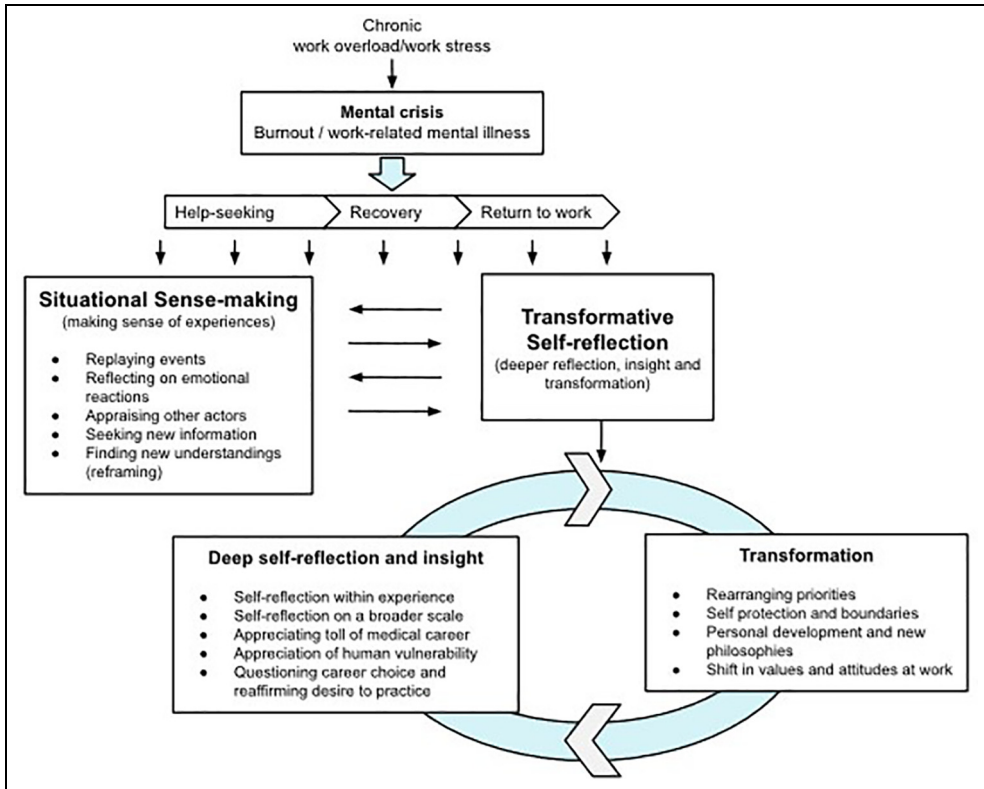 Chronic
work overload/work stress
Mental crisis
Burnout / work-related mental illness
Help-seeking
Recovery
Return to work
Situational Sense-making
(making sense of experiences)
● Replaying events
● Reflecting on emotional
reactions
● Appraising other actors
● Seeking new information
● Finding new understandings
(reframing)
Transformative
Self-reflection
(deeper reflection, insight and
transformation)
Deep self-reflection and insight
● Self-reflection within experience
● Self-reflection on a broader scale
● Appreciating toll of medical career
● Appreciation of human vulnerability
● Questioning career choice and
reaffirming desire to practice
Transformation
● Rearranging priorities
● Self protection and boundaries
● Personal development and new
philosophies
● Shift in values and attitudes at work